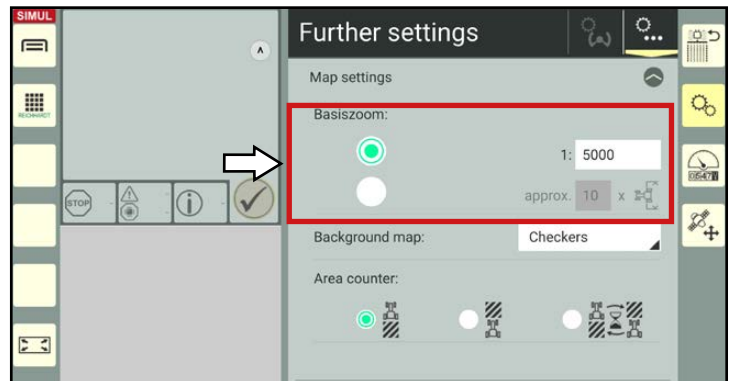 SIMUL
Further settings
Map settings
Basiszoom:
1: 5000
approx. 10 x
Background map: Checkers
Area counter:
REICHHARDT
STOP